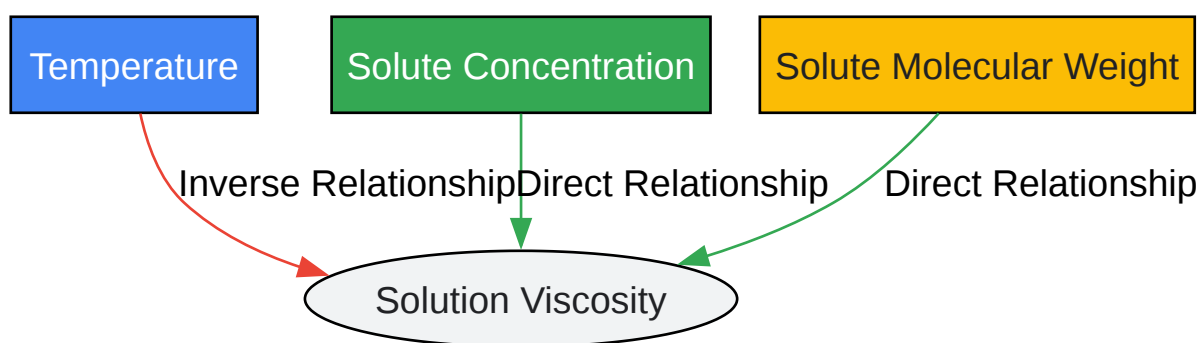 Temperature
Solute Concentration
Solute Molecular Weight
Inverse Relationship
Direct Relationship
Direct Relationship
Solution Viscosity